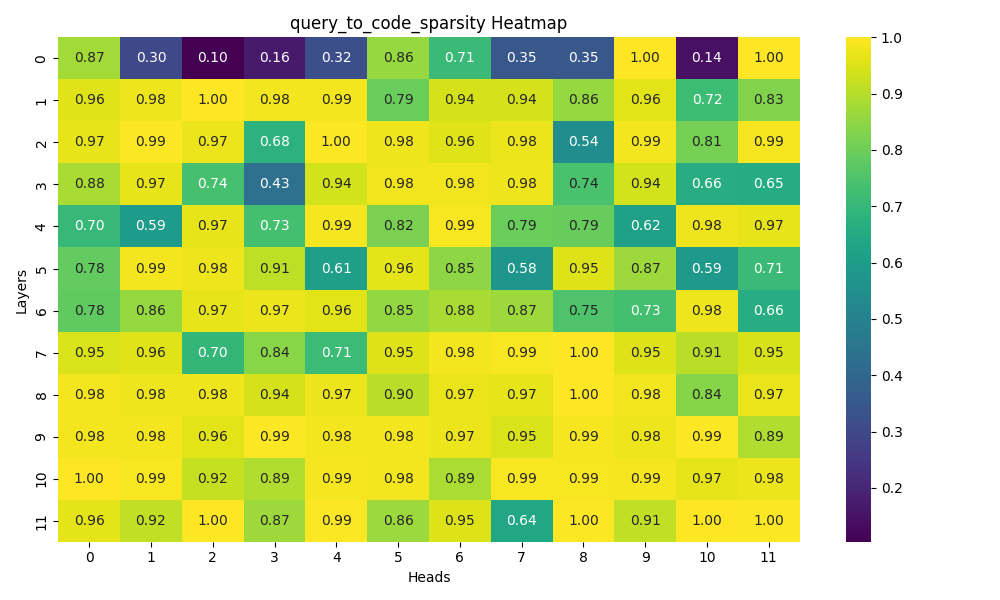 query_to_code_sparsity Heatmap
0 0.87 0.30 0.10 0.16 0.32 0.86 0.71 0.35 0.35 1.00 0.14 1.00
1 0.96 0.98 1.00 0.98 0.99 0.79 0.94 0.94 0.86 0.96 0.72 0.83
2 0.97 0.99 0.97 0.68 1.00 0.98 0.96 0.98 0.54 0.99 0.81 0.99
3 0.88 0.97 0.74 0.43 0.94 0.98 0.98 0.98 0.74 0.94 0.66 0.65
4 0.70 0.59 0.97 0.73 0.99 0.82 0.99 0.79 0.79 0.62 0.98 0.97
5 0.78 0.99 0.98 0.91 0.61 0.96 0.85 0.58 0.95 0.87 0.59 0.71
6 0.78 0.86 0.97 0.97 0.96 0.85 0.88 0.87 0.75 0.73 0.98 0.66
7 0.95 0.96 0.70 0.84 0.71 0.95 0.98 0.99 1.00 0.95 0.91 0.95
8 0.98 0.98 0.98 0.94 0.97 0.90 0.97 0.97 1.00 0.98 0.84 0.97
9 0.98 0.98 0.96 0.99 0.98 0.98 0.97 0.95 0.99 0.98 0.99 0.89
10 1.00 0.99 0.92 0.89 0.99 0.98 0.89 0.99 0.99 0.99 0.97 0.98
11 0.96 0.92 1.00 0.87 0.99 0.86 0.95 0.64 1.00 0.91 1.00 1.00
0 1 2 3 4 5 6 7 8 9 10 11
Heads
Layers
1.0
0.9
0.8
0.7
0.6
0.5
0.4
0.3
0.2